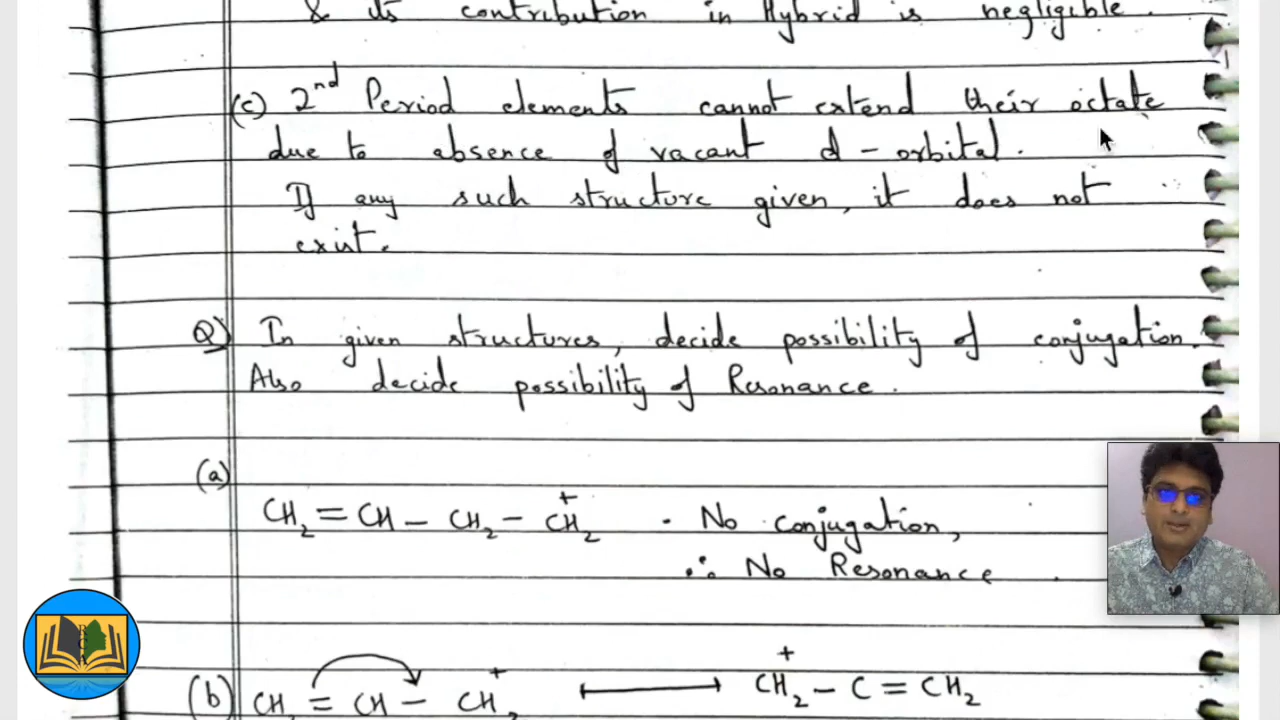 & its contribution in Hybrid is negligible.
(c) 2nd Period elements cannot extend their octate
due to absence of vacant d - orbital.
If any such structure given, it does not
exist.
Q) In given structures, decide possibility of conjugation.
Also decide possibility of Resonance.
(a)
CH2 = CH - CH2 - CH2+ . No conjugation,
∴ No Resonance
(b) CH2 = CH - CH2+ ⟷ CH2+ - C = CH2